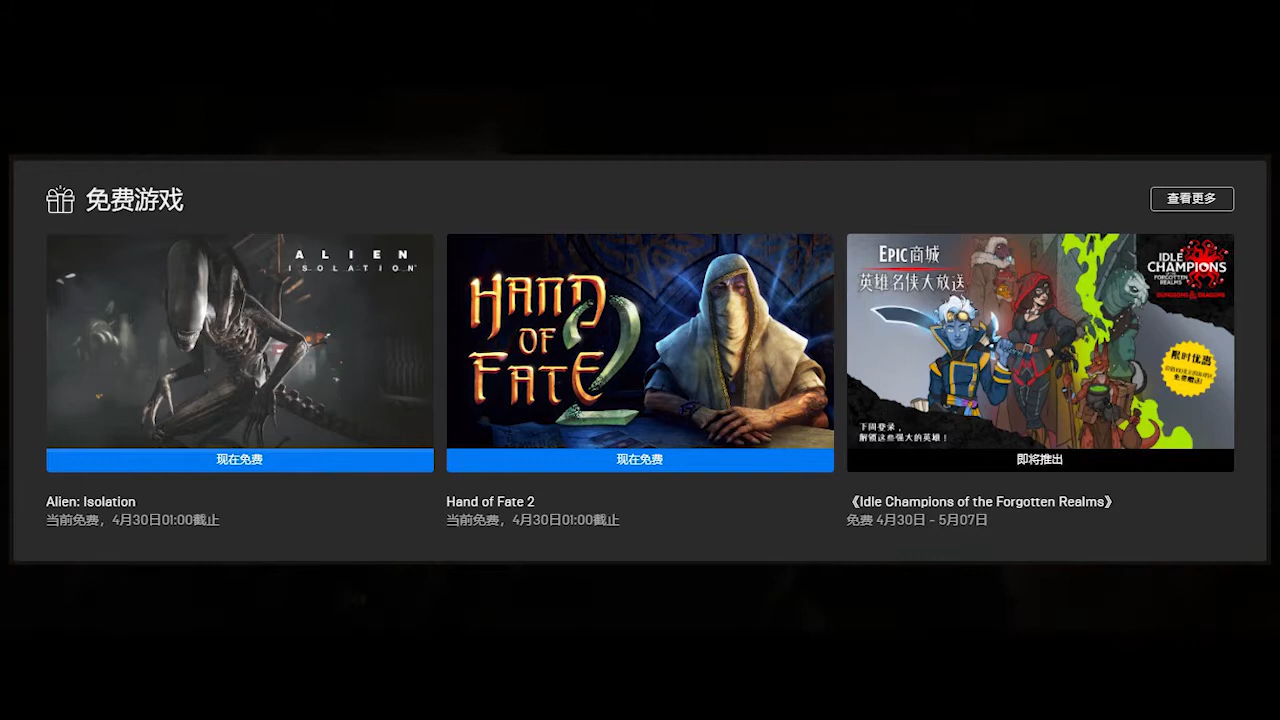 免费游戏
查看更多
ALIEN
ISOLATION
现在免费
Alien: Isolation
当前免费，4月30日01:00截止
HAND
OF
FATE
2
现在免费
Hand of Fate 2
当前免费，4月30日01:00截止
EPIC商城
英雄名侠大放送
IDLE
CHAMPIONS
OF THE
FORGOTTEN
REALMS
DUNGEONS & DRAGONS
限时优惠
免费赠送!
下周登录，
解锁这些强大的英雄！
即将推出
《Idle Champions of the Forgotten Realms》
免费 4月30日 - 5月07日